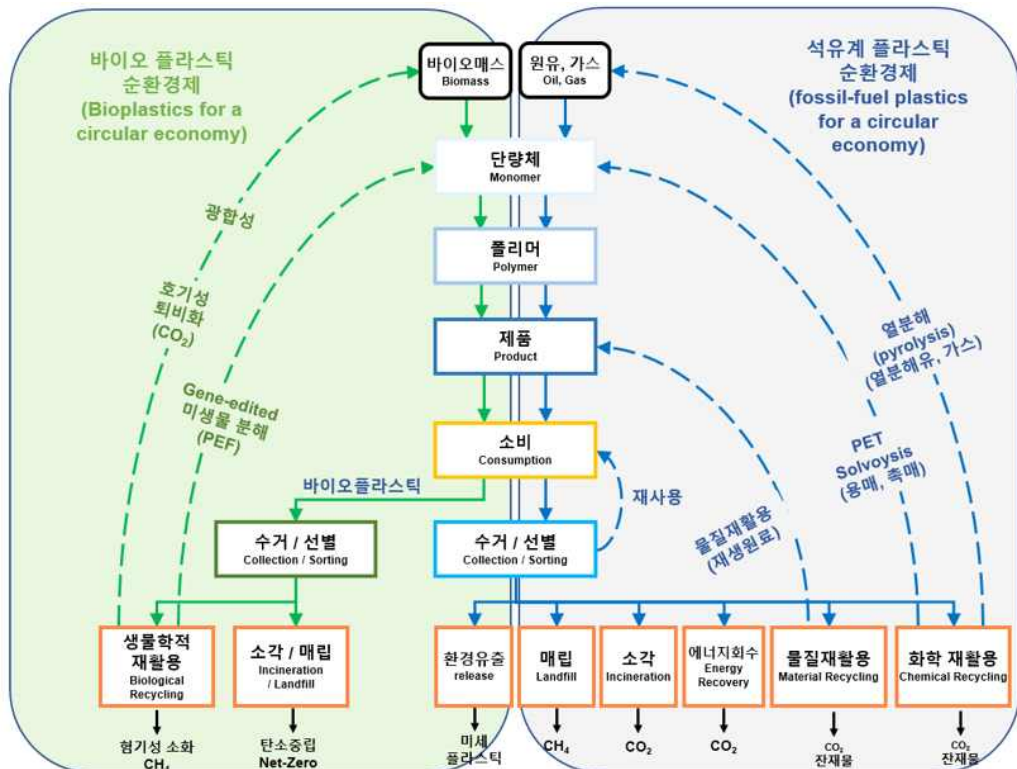 바이오 플라스틱
순환경제
(Bioplastics for a
circular economy)
바이오매스
Biomass
원유, 가스
Oil, Gas
석유계 플라스틱
순환경제
(fossil-fuel plastics
for a circular
economy)
단량체
Monomer
광합성
폴리머
Polymer
호기성
퇴비화
(CO₂)
제품
Product
열분해
(pyrolysis)
(열분해유, 가스)
Gene-edited
미생물 분해
(PEF)
소비
Consumption
PET
Solvoysis
(용매, 촉매)
바이오플라스틱
재사용
물질재활용
(재생원료)
수거 / 선별
Collection / Sorting
수거 / 선별
Collection / Sorting
생물학적
재활용
Biological
Recycling
소각 / 매립
Incineration
/ Landfill
환경유출
release
매립
Landfill
소각
Incineration
에너지회수
Energy
Recovery
물질재활용
Material Recycling
화학 재활용
Chemical Recycling
혐기성 소화
CH₄
탄소중립
Net-Zero
미세
플라스틱
CH₄
CO₂
CO₂
CO₂
잔재물
CO₂
잔재물